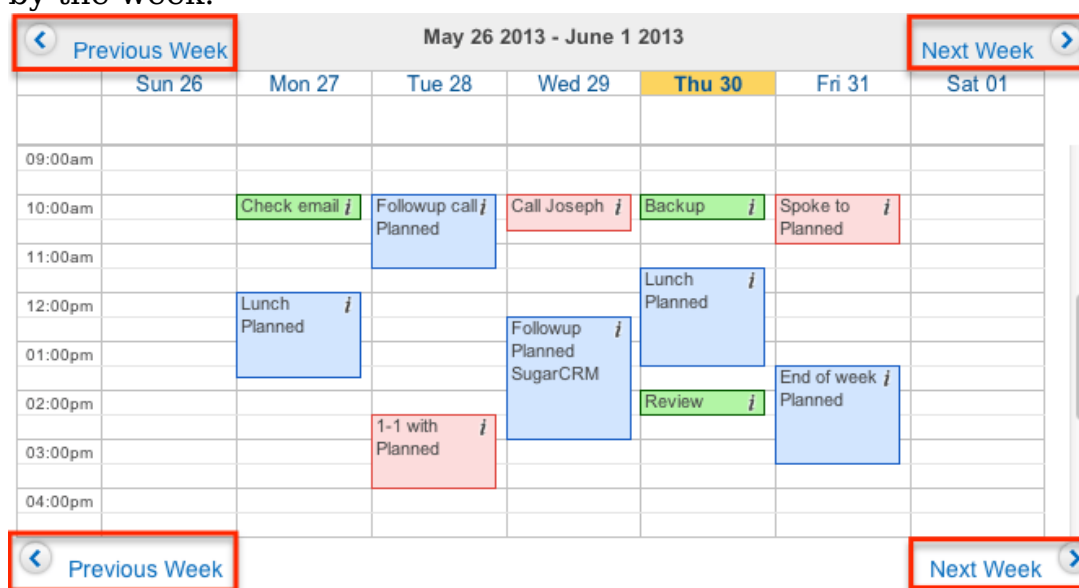 by the week.
Previous Week
May 26 2013 - June 1 2013
Next Week
Sun 26 Mon 27 Tue 28 Wed 29 Thu 30 Fri 31 Sat 01
09:00am
10:00am Check email i Followup call i Call Joseph i Backup i Spoke to i
Planned Planned
11:00am
Lunch i
12:00pm Lunch i Planned
Planned Followup i
01:00pm Planned
SugarCRM End of week i
02:00pm Review i Planned
1-1 with i
03:00pm Planned
04:00pm
Previous Week Next Week